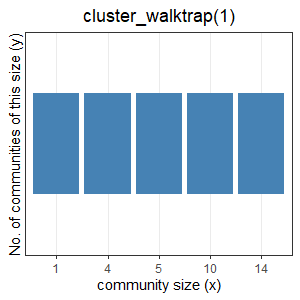 cluster_walktrap(1)
No. of communities of this size (y)
1 4 5 10 14
community size (x)